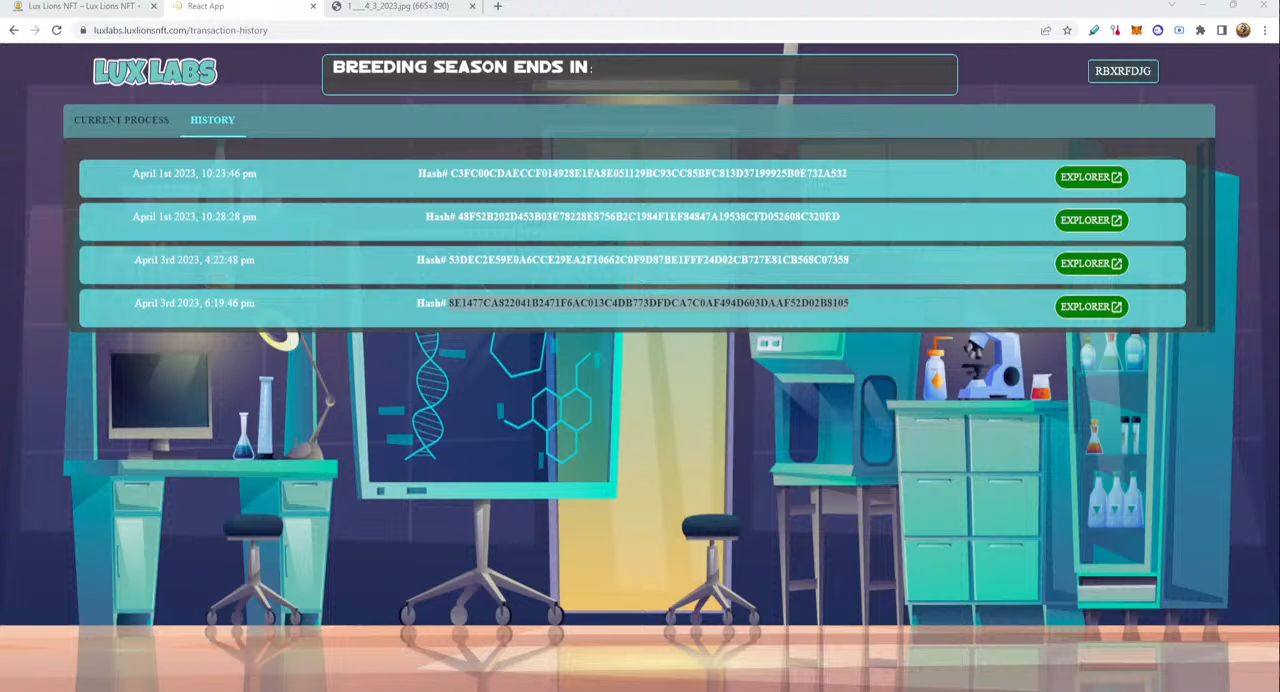 Lux Lions NFT – Lux Lions NFT •
React App
1___4_3_2023.jpg (665×390)
luxlabs.luxlionsnft.com/transaction-history
LUX LABS
BREEDING SEASON ENDS IN :
RBXRFDJG
CURRENT PROCESS
HISTORY
April 1st 2023, 10:23:46 pm
Hash# C3FC00CDAECCF014928E1FA8E051129BC93CC85BFC813D37199925B0E732A532
EXPLORER
April 1st 2023, 10:28:28 pm
Hash# 48F52B202D453B03E78228E8756B2C1984F1EF84847A19538CFD052608C320ED
EXPLORER
April 3rd 2023, 4:22:48 pm
Hash# 53DEC2E59E0A6CCE29EA2F10662C0F9D87BE1FFF24D02CB727E81CB568C07358
EXPLORER
April 3rd 2023, 6:19:46 pm
Hash# 8E1477CA822041B2471F6AC013C4DB773DFDCA7C0AF494D603DAAF52D02B8105
EXPLORER